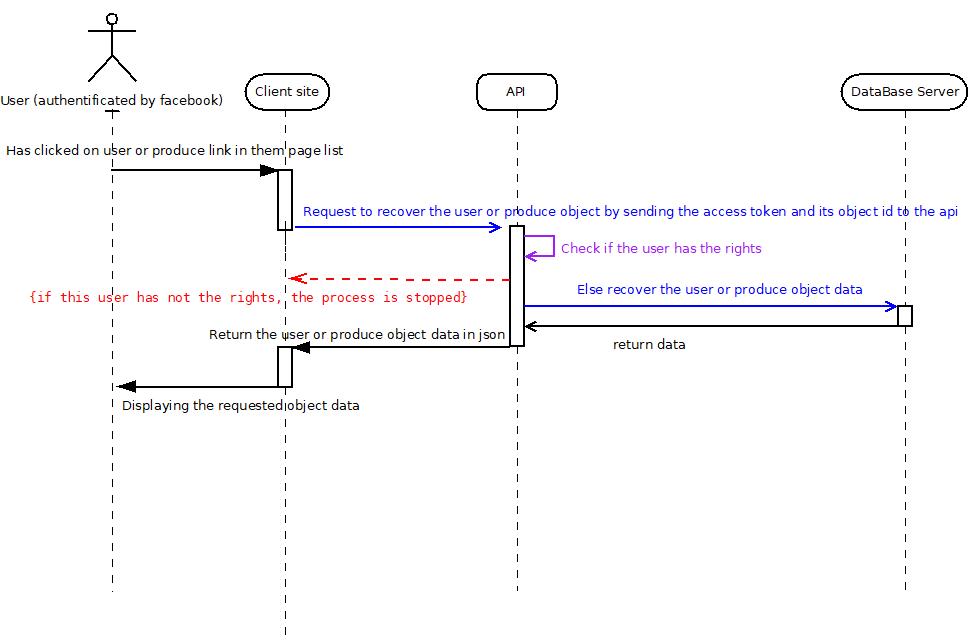 User (authentificated by facebook)
Client site
API
DataBase Server
Has clicked on user or produce link in them page list
Request to recover the user or produce object by sending the access token and its object id to the api
Check if the user has the rights
{if this user has not the rights, the process is stopped}
Else recover the user or produce object data
Return the user or produce object data in json
return data
Displaying the requested object data